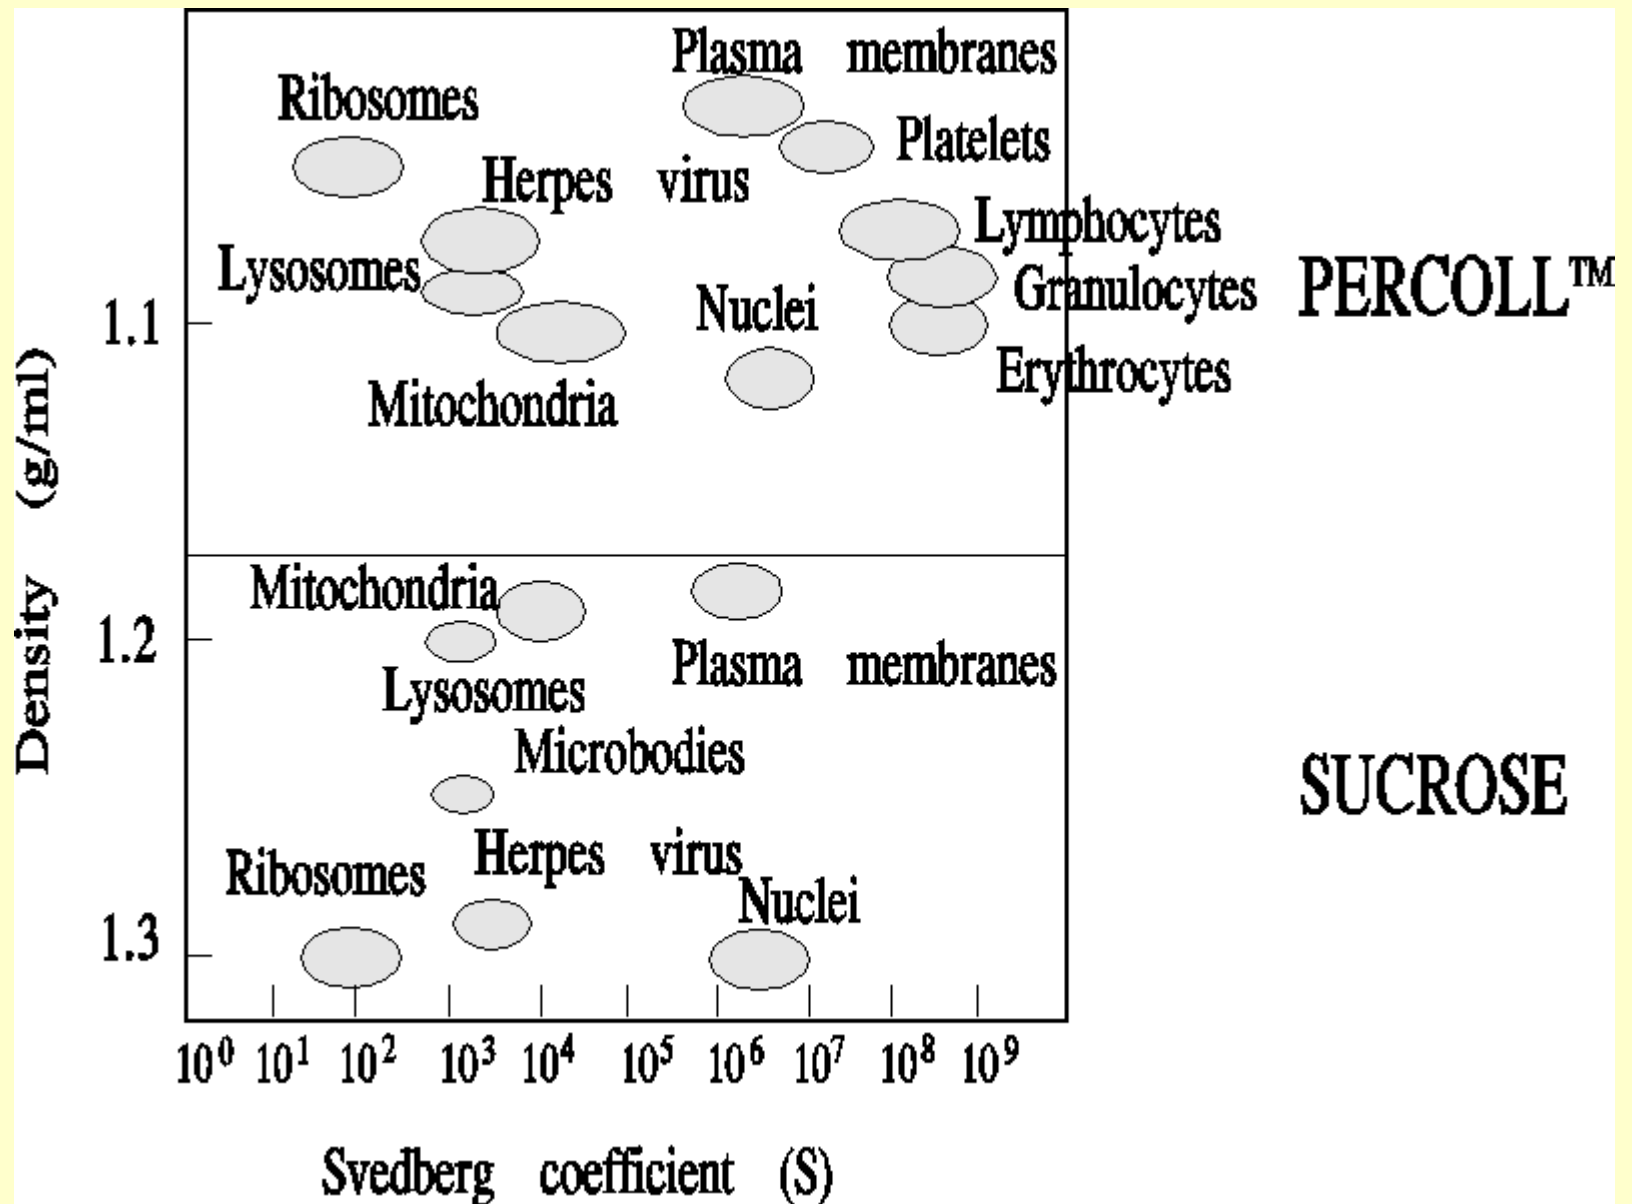 Plasma membranes
Ribosomes
Platelets
Herpes virus
Lymphocytes
Lysosomes
Granulocytes
PERCOLL™
Nuclei
1.1
Erythrocytes
Mitochondria
Density (g/ml)
Mitochondria
1.2
Plasma membranes
Lysosomes
Microbodies
SUCROSE
Herpes virus
Ribosomes
Nuclei
1.3
10⁰ 10¹ 10² 10³ 10⁴ 10⁵ 10⁶ 10⁷ 10⁸ 10⁹
Svedberg coefficient (S)